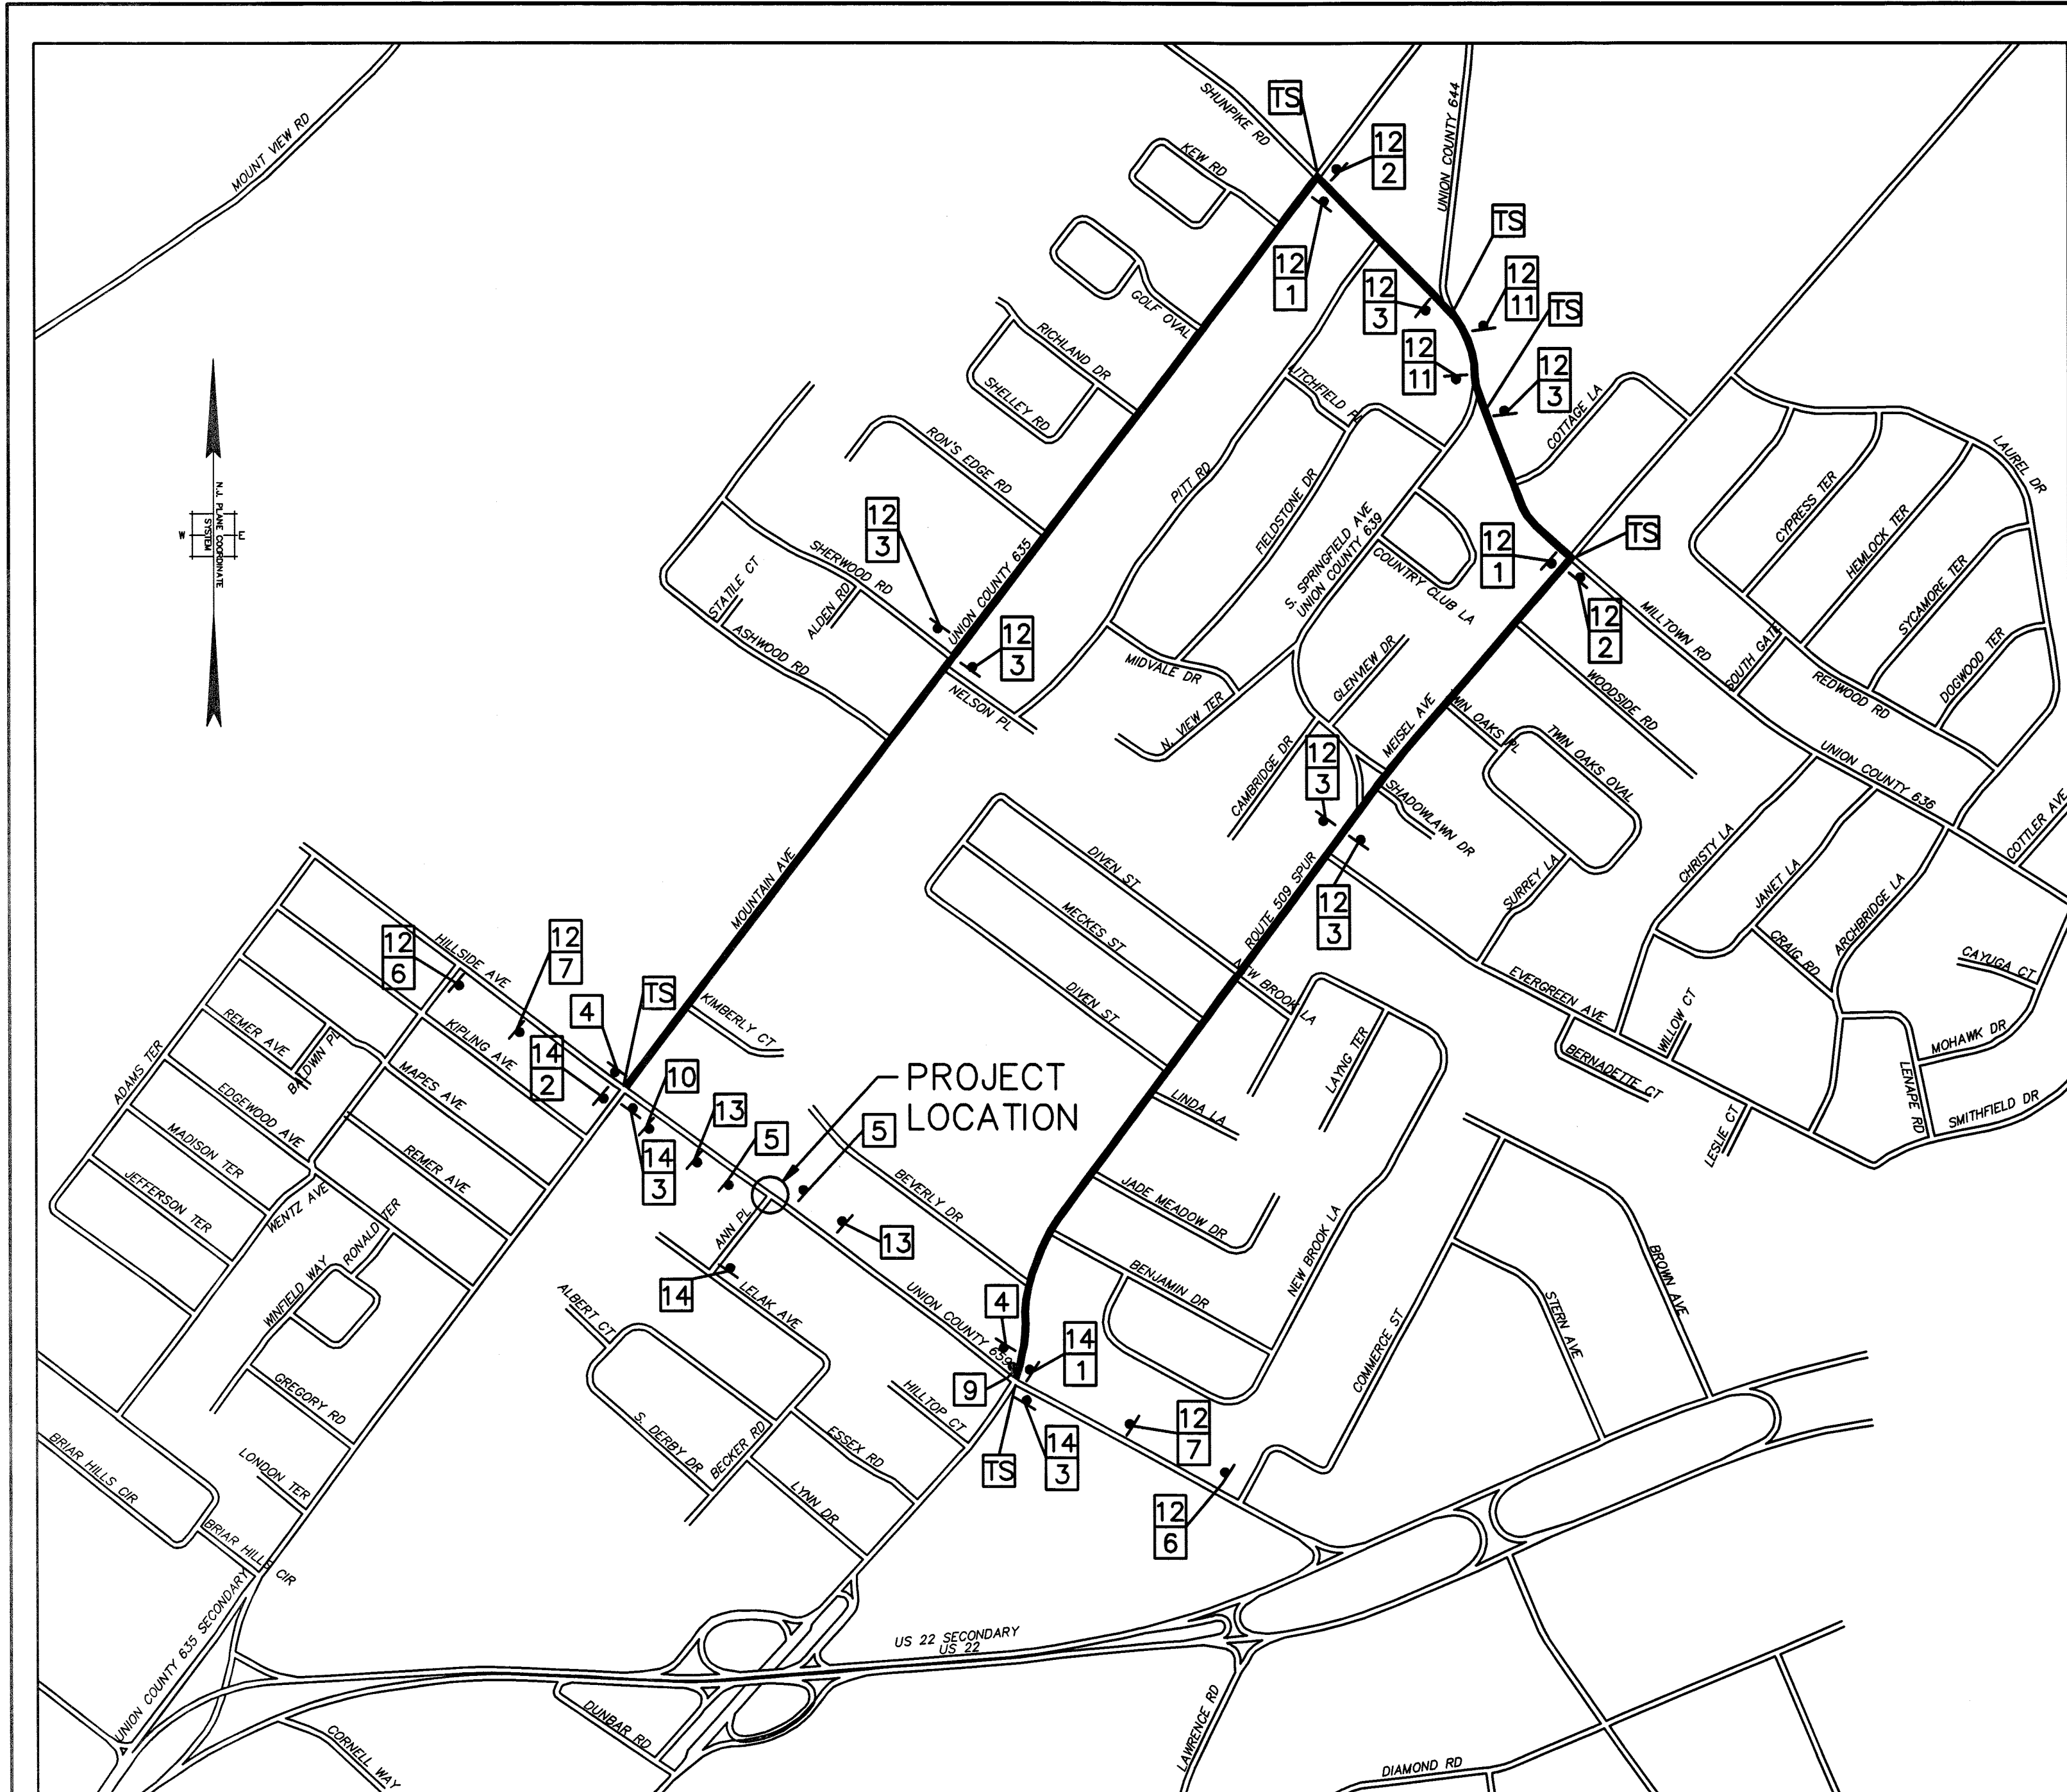 MOUNT VIEW RD
SHUNPIKE RD
TS
12
2
UNION COUNTY 644
KEW RD
TS
12
1
12
3
12
11
TS
GOLF OVAL
12
11
12
3
RICHLAND DR
SHELLEY RD
COTTAGE LA
LAUREL DR
RON'S EDGE RD
PITT RD
FIELDSTONE DR
CYPRESS TER
HEMLOCK TER
SYCAMORE TER
DOGWOOD TER
N.J. PLANE COORDINATE
SYSTEM
W
E
12
3
SHERWOOD RD
STATILE CT
ALDEN RD
ASHWOOD RD
UNION COUNTY 635
12
3
NELSON PL
MIDVALE DR
N. VIEW TER
S. SPRINGFIELD AVE
UNION COUNTY 639
COUNTRY CLUB LA
12
1
TS
12
2
MILLTOWN RD
SOUTH GATE
REDWOOD RD
WOODSIDE RD
GLENVIEW DR
CAMBRIDGE DR
MEISEL AVE
TWIN OAKS OVAL
UNION COUNTY 636
COTTLER AVE
12
3
SHADOWLAWN DR
12
3
SURREY LA
CHRISTY LA
JANET LA
CRAIG RD
ARCHBRIDGE LA
CAYUGA CT
MOUNTAIN AVE
DIVEN ST
MECKES ST
DIVEN ST
ROUTE 509 SPUR
NEW BROOK LA
EVERGREEN AVE
WILLOW CT
BERNADETTE CT
LESLIE CT
LENAPE RD
MOHAWK DR
SMITHFIELD DR
12
6
HILLSIDE AVE
12
7
4
TS
KIMBERLY CT
14
2
10
13
5
PROJECT
LOCATION
5
REMER AVE
BALDWIN PL
KIPLING AVE
MAPES AVE
ADAMS TER
EDGEWOOD AVE
MADISON TER
JEFFERSON TER
REMER AVE
WENTZ AVE
RONALD TER
WINFIELD WAY
14
3
ANN PL
14
LELAK AVE
ALBERT CT
13
BEVERLY DR
LINDA LA
LAYNG TER
JADE MEADOW DR
BENJAMIN DR
NEW BROOK LA
UNION COUNTY 659
4
14
1
9
TS
14
3
12
7
12
6
COMMERCE ST
STERN AVE
BROWN AVE
HILLTOP CT
ESSEX RD
BECKER RD
S. DERBY DR
LYNN DR
GREGORY RD
LONDON TER
BRIAR HILLS CIR
BRIAR HILLS CIR
UNION COUNTY 635 SECONDARY
US 22 SECONDARY
US 22
DUNBAR RD
CORNELL WAY
LAWRENCE RD
DIAMOND RD